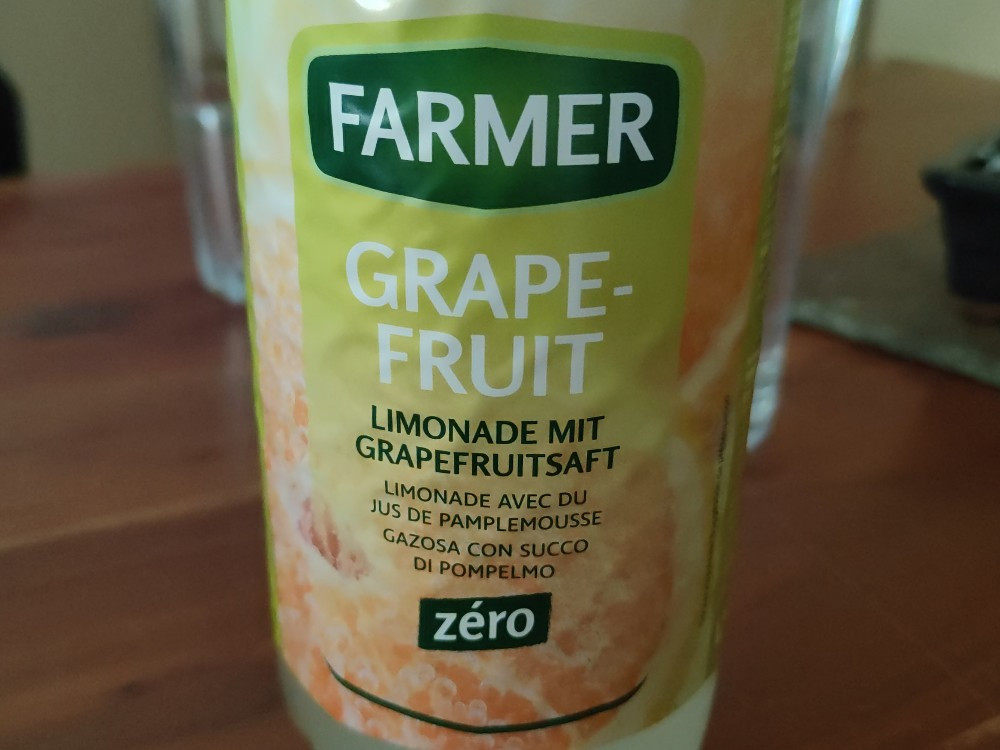 FARMER
GRAPE-
FRUIT
LIMONADE MIT
GRAPEFRUITSAFT
LIMONADE AVEC DU
JUS DE PAMPLEMOUSSE
GAZOSA CON SUCCO
DI POMPELMO
zéro